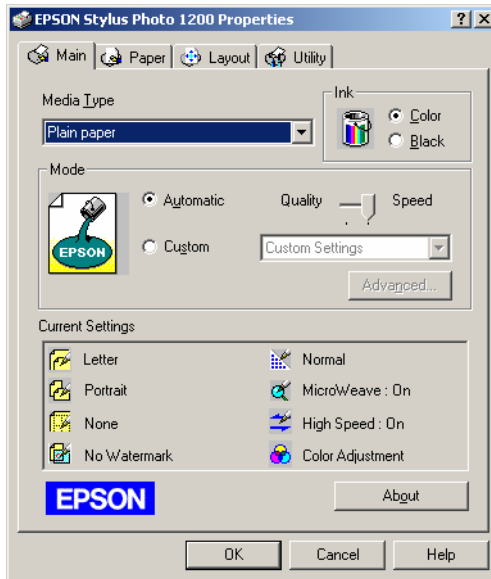 EPSON Stylus Photo 1200 Properties
Main Paper Layout Utility
Media Type
Plain paper
Ink
Color
Black
Mode
EPSON
Automatic
Quality Speed
Custom
Custom Settings
Advanced...
Current Settings
Letter
Normal
Portrait
MicroWeave : On
None
High Speed : On
No Watermark
Color Adjustment
EPSON
About
OK Cancel Help